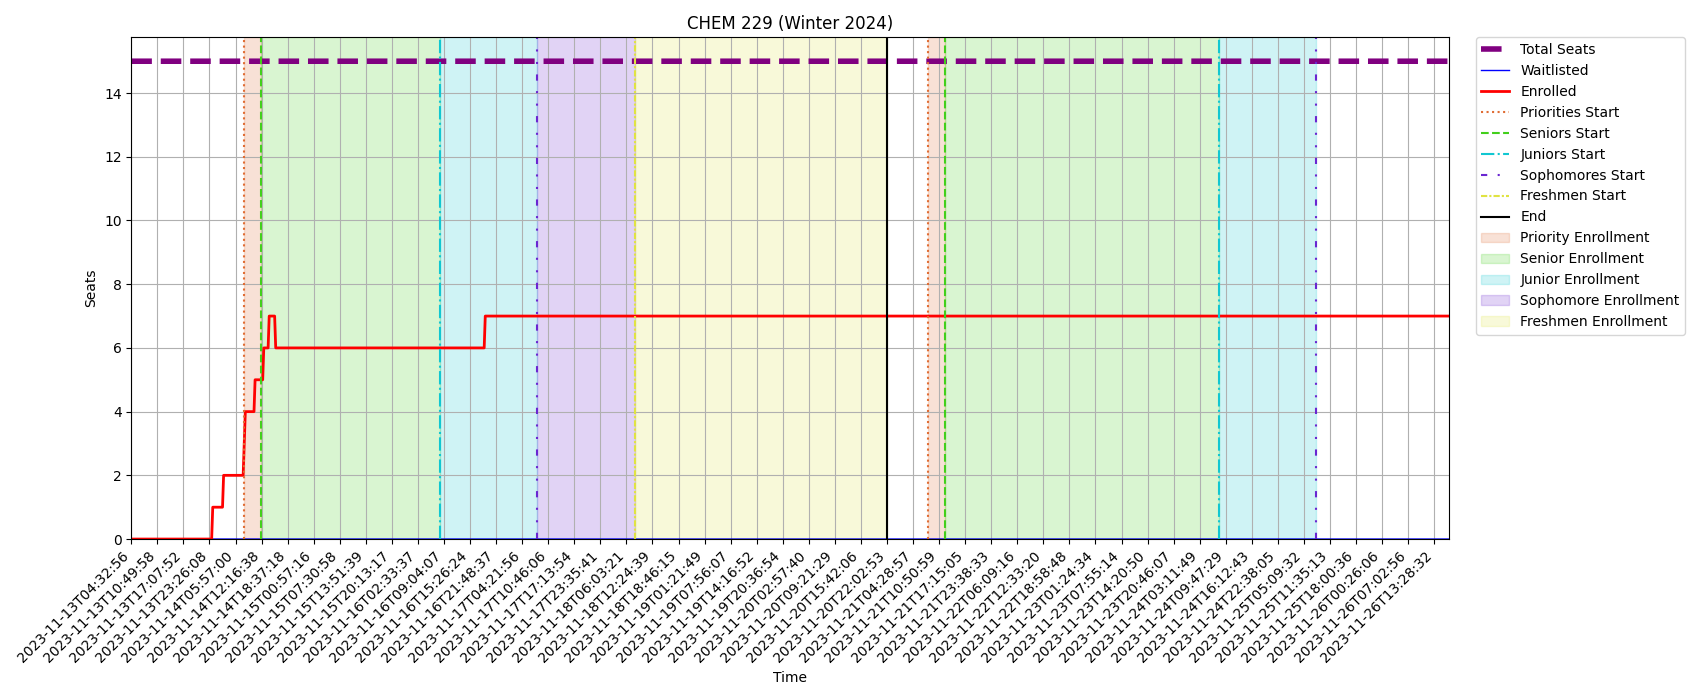 CHEM 229 (Winter 2024)
Seats
14
12
10
8
6
4
2
0
2023-11-13T04:32:56
2023-11-13T10:49:58
2023-11-13T17:07:52
2023-11-13T23:26:08
2023-11-14T05:57:00
2023-11-14T12:16:38
2023-11-14T18:37:18
2023-11-15T00:57:16
2023-11-15T07:30:58
2023-11-15T13:51:39
2023-11-15T20:13:17
2023-11-16T02:33:37
2023-11-16T09:04:07
2023-11-16T15:26:24
2023-11-16T21:48:37
2023-11-17T04:21:56
2023-11-17T10:46:06
2023-11-17T17:13:54
2023-11-17T23:35:41
2023-11-18T06:03:21
2023-11-18T12:24:39
2023-11-18T18:46:15
2023-11-19T01:21:49
2023-11-19T07:56:07
2023-11-19T14:16:52
2023-11-19T20:36:54
2023-11-20T02:57:40
2023-11-20T09:21:29
2023-11-20T15:42:06
2023-11-20T22:02:53
2023-11-21T04:28:57
2023-11-21T10:50:59
2023-11-21T17:15:05
2023-11-21T23:38:33
2023-11-22T06:09:16
2023-11-22T12:33:20
2023-11-22T18:58:48
2023-11-23T01:24:34
2023-11-23T07:55:14
2023-11-23T14:20:50
2023-11-23T20:46:07
2023-11-24T03:11:49
2023-11-24T09:47:29
2023-11-24T16:12:43
2023-11-24T22:38:05
2023-11-25T05:09:32
2023-11-25T11:35:13
2023-11-25T18:00:36
2023-11-26T00:26:06
2023-11-26T07:02:56
2023-11-26T13:28:32
Time
Total Seats
Waitlisted
Enrolled
Priorities Start
Seniors Start
Juniors Start
Sophomores Start
Freshmen Start
End
Priority Enrollment
Senior Enrollment
Junior Enrollment
Sophomore Enrollment
Freshmen Enrollment